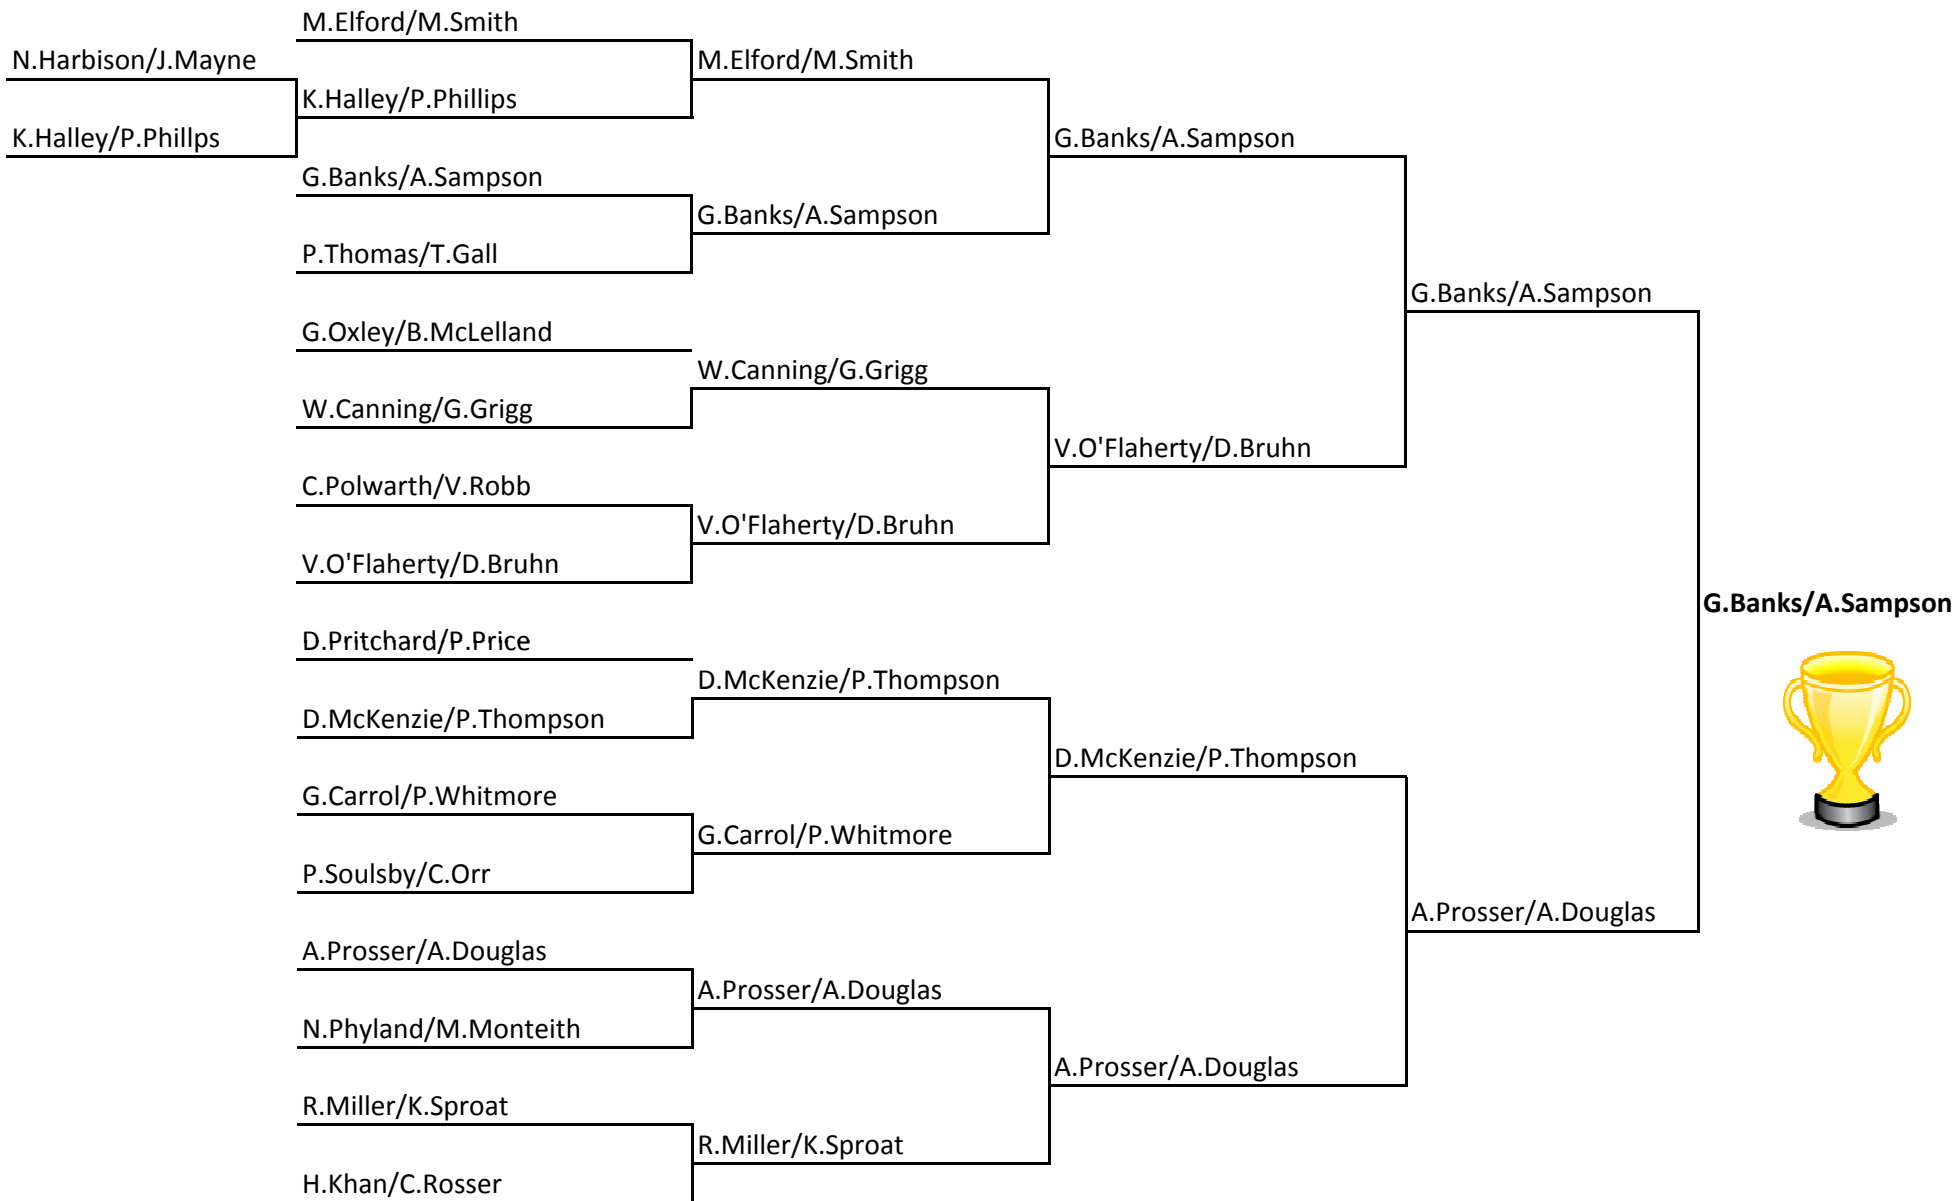 N.Harbison/J.Mayne
K.Halley/P.Phillps
M.Elford/M.Smith
K.Halley/P.Phillips
G.Banks/A.Sampson
P.Thomas/T.Gall
G.Oxley/B.McLelland
W.Canning/G.Grigg
C.Polwarth/V.Robb
V.O'Flaherty/D.Bruhn
D.Pritchard/P.Price
D.McKenzie/P.Thompson
G.Carrol/P.Whitmore
P.Soulsby/C.Orr
A.Prosser/A.Douglas
N.Phyland/M.Monteith
R.Miller/K.Sproat
H.Khan/C.Rosser
M.Elford/M.Smith
G.Banks/A.Sampson
W.Canning/G.Grigg
V.O'Flaherty/D.Bruhn
D.McKenzie/P.Thompson
G.Carrol/P.Whitmore
A.Prosser/A.Douglas
R.Miller/K.Sproat
G.Banks/A.Sampson
V.O'Flaherty/D.Bruhn
D.McKenzie/P.Thompson
A.Prosser/A.Douglas
G.Banks/A.Sampson
A.Prosser/A.Douglas
G.Banks/A.Sampson